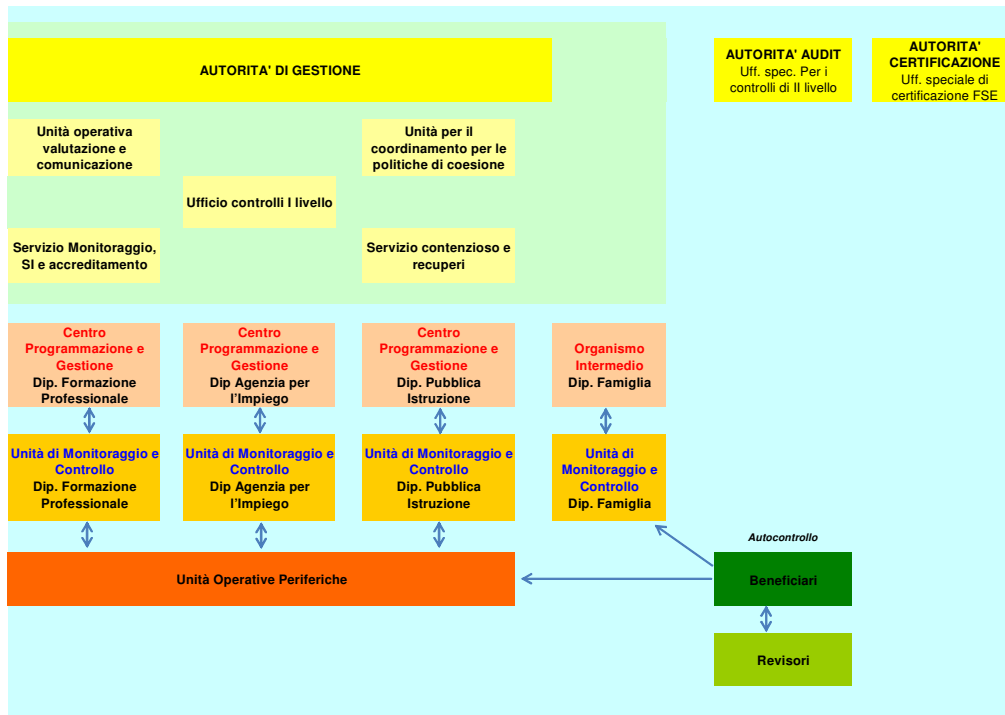 AUTORITA' DI GESTIONE
AUTORITA' AUDIT
Uff. spec. Per i
controlli di II livello
AUTORITA'
CERTIFICAZIONE
Uff. speciale di
certificazione FSE
Unità operativa
valutazione e
comunicazione
Unità per il
coordinamento per le
politiche di coesione
Ufficio controlli I livello
Servizio Monitoraggio,
SI e accreditamento
Servizio contenzioso e
recuperi
Centro
Programmazione e
Gestione
Dip. Formazione
Professionale
Centro
Programmazione e
Gestione
Dip Agenzia per
l'Impiego
Centro
Programmazione e
Gestione
Dip. Pubblica
Istruzione
Organismo
Intermedio
Dip. Famiglia
Unità di Monitoraggio e
Controllo
Dip. Formazione
Professionale
Unità di Monitoraggio e
Controllo
Dip Agenzia per
l'Impiego
Unità di Monitoraggio e
Controllo
Dip. Pubblica
Istruzione
Unità di
Monitoraggio e
Controllo
Dip. Famiglia
Autocontrollo
Unità Operative Periferiche
Beneficiari
Revisori